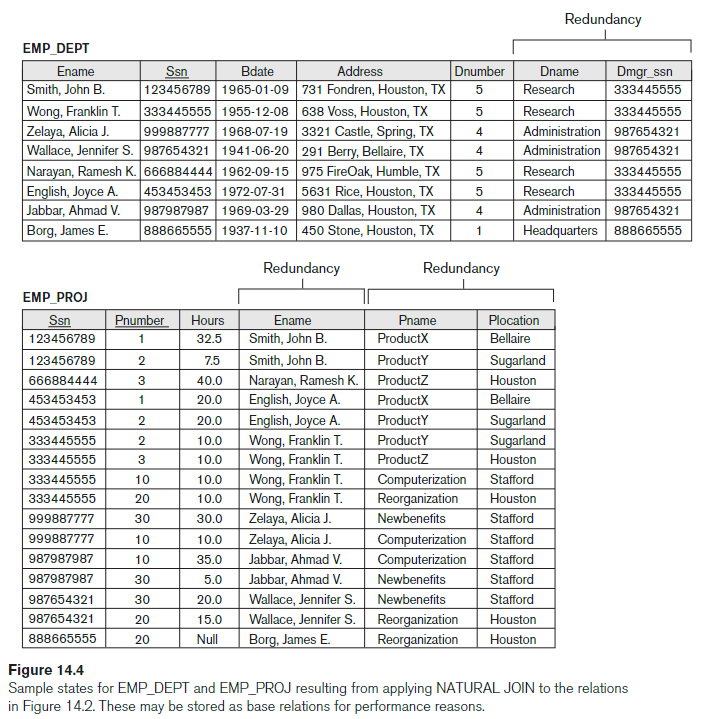 Redundancy
EMP_DEPT
Ename Ssn Bdate Address Dnumber Dname Dmgr_ssn
Smith, John B. 123456789 1965-01-09 731 Fondren, Houston, TX 5 Research 333445555
Wong, Franklin T. 333445555 1955-12-08 638 Voss, Houston, TX 5 Research 333445555
Zelaya, Alicia J. 999887777 1968-07-19 3321 Castle, Spring, TX 4 Administration 987654321
Wallace, Jennifer S. 987654321 1941-06-20 291 Berry, Bellaire, TX 4 Administration 987654321
Narayan, Ramesh K. 666884444 1962-09-15 975 FireOak, Humble, TX 5 Research 333445555
English, Joyce A. 453453453 1972-07-31 5631 Rice, Houston, TX 5 Research 333445555
Jabbar, Ahmad V. 987987987 1969-03-29 980 Dallas, Houston, TX 4 Administration 987654321
Borg, James E. 888665555 1937-11-10 450 Stone, Houston, TX 1 Headquarters 888665555
Redundancy Redundancy
EMP_PROJ
Ssn Pnumber Hours Ename Pname Plocation
123456789 1 32.5 Smith, John B. ProductX Bellaire
123456789 2 7.5 Smith, John B. ProductY Sugarland
666884444 3 40.0 Narayan, Ramesh K. ProductZ Houston
453453453 1 20.0 English, Joyce A. ProductX Bellaire
453453453 2 20.0 English, Joyce A. ProductY Sugarland
333445555 2 10.0 Wong, Franklin T. ProductY Sugarland
333445555 3 10.0 Wong, Franklin T. ProductZ Houston
333445555 10 10.0 Wong, Franklin T. Computerization Stafford
333445555 20 10.0 Wong, Franklin T. Reorganization Houston
999887777 30 30.0 Zelaya, Alicia J. Newbenefits Stafford
999887777 10 10.0 Zelaya, Alicia J. Computerization Stafford
987987987 10 35.0 Jabbar, Ahmad V. Computerization Stafford
987987987 30 5.0 Jabbar, Ahmad V. Newbenefits Stafford
987654321 30 20.0 Wallace, Jennifer S. Newbenefits Stafford
987654321 20 15.0 Wallace, Jennifer S. Reorganization Houston
888665555 20 Null Borg, James E. Reorganization Houston
Figure 14.4
Sample states for EMP_DEPT and EMP_PROJ resulting from applying NATURAL JOIN to the relations
in Figure 14.2. These may be stored as base relations for performance reasons.